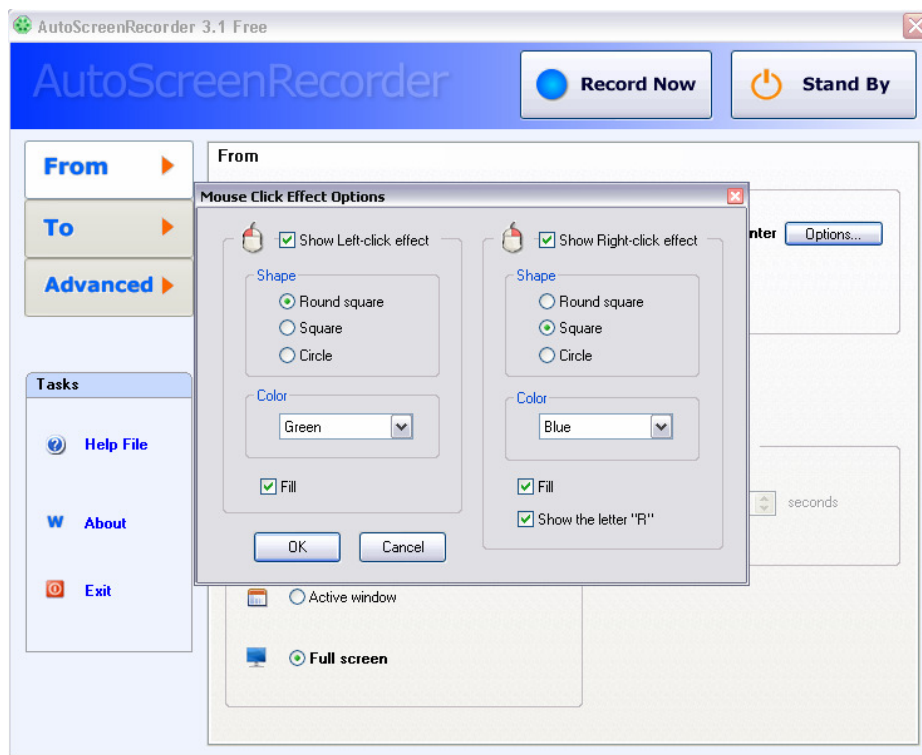 AutoScreenRecorder 3.1 Free
AutoScreenRecorder
Record Now
Stand By
From
To
Advanced
From
nter
Options...
Mouse Click Effect Options
Show Left-click effect
Shape
Round square
Square
Circle
Color
Green
Fill
Show Right-click effect
Shape
Round square
Square
Circle
Color
Blue
Fill
Show the letter "R"
OK
Cancel
seconds
Tasks
Help File
W
About
Exit
Active window
Full screen